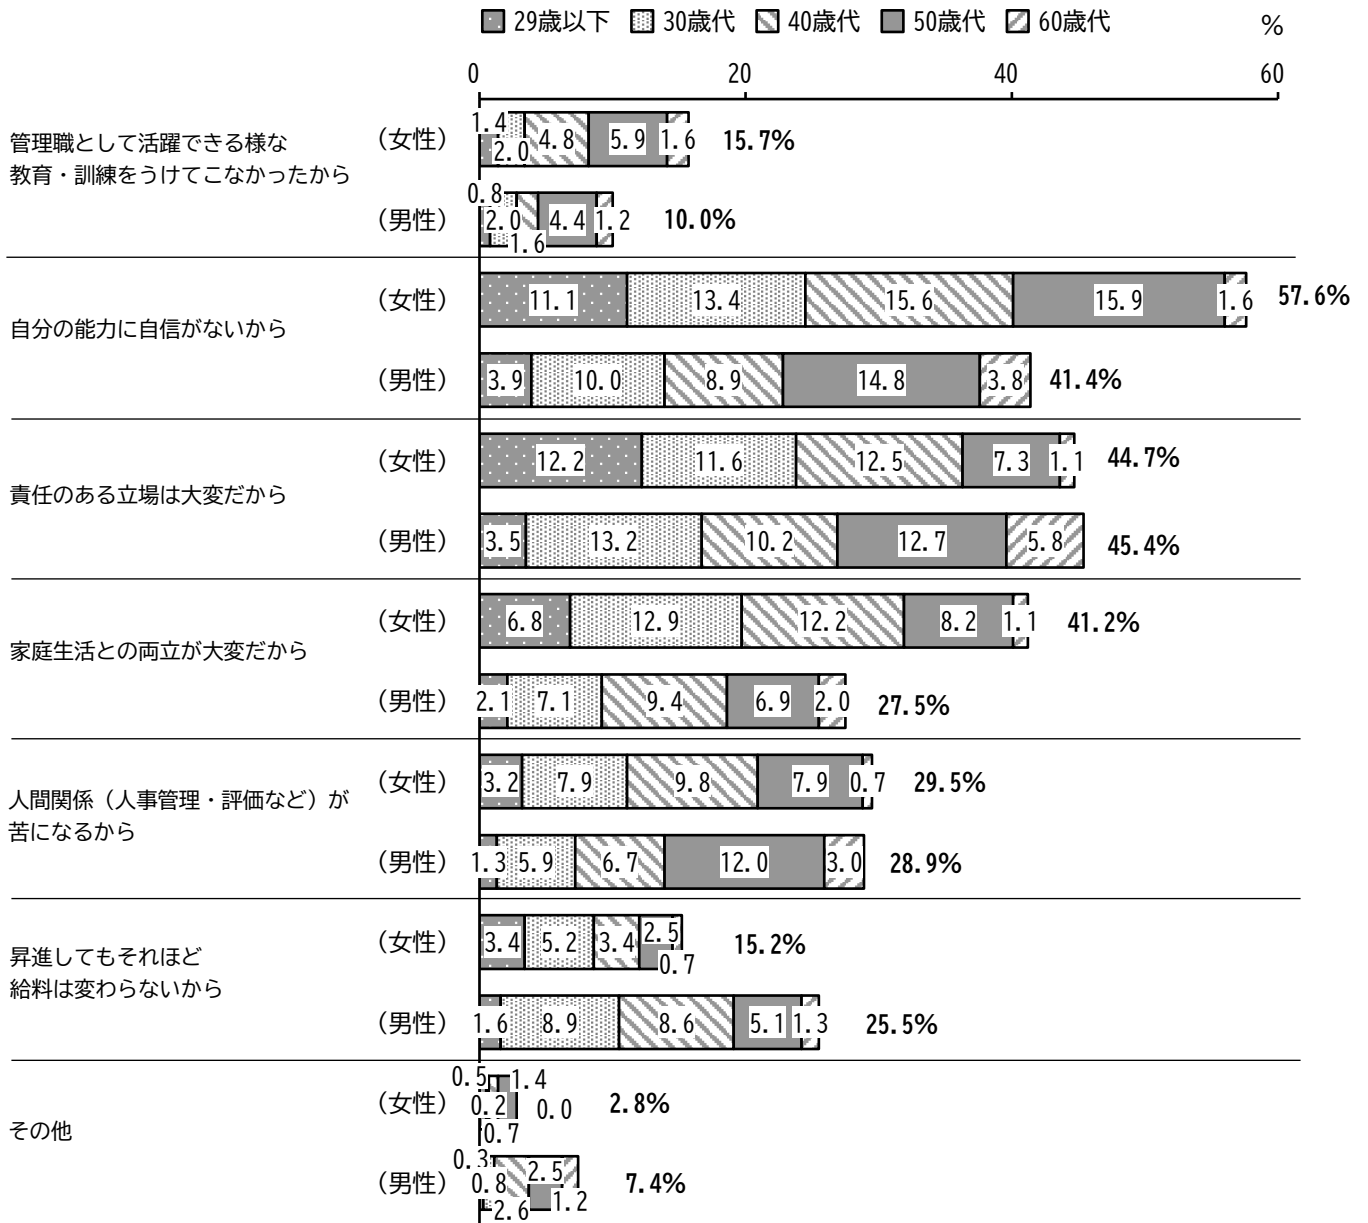 29歳以下 30歳代 40歳代 50歳代 60歳代 %
0 20 40 60
管理職として活躍できる様な
教育・訓練をうけてこなかったから
(女性) 1.4 2.0 4.8 5.9 1.6 15.7%
(男性) 0.8 2.0 1.6 4.4 1.2 10.0%
自分の能力に自信がないから
(女性) 11.1 13.4 15.6 15.9 1.6 57.6%
(男性) 3.9 10.0 8.9 14.8 3.8 41.4%
責任のある立場は大変だから
(女性) 12.2 11.6 12.5 7.3 1.1 44.7%
(男性) 3.5 13.2 10.2 12.7 5.8 45.4%
家庭生活との両立が大変だから
(女性) 6.8 12.9 12.2 8.2 1.1 41.2%
(男性) 2.1 7.1 9.4 6.9 2.0 27.5%
人間関係(人事管理・評価など)が
苦になるから
(女性) 3.2 7.9 9.8 7.9 0.7 29.5%
(男性) 1.3 5.9 6.7 12.0 3.0 28.9%
昇進してもそれほど
給料は変わらないから
(女性) 3.4 5.2 3.4 2.5 0.7 15.2%
(男性) 1.6 8.9 8.6 5.1 1.3 25.5%
その他
(女性) 0.5 0.2 0.7 1.4 0.0 2.8%
(男性) 0.3 0.8 2.6 2.5 1.2 7.4%